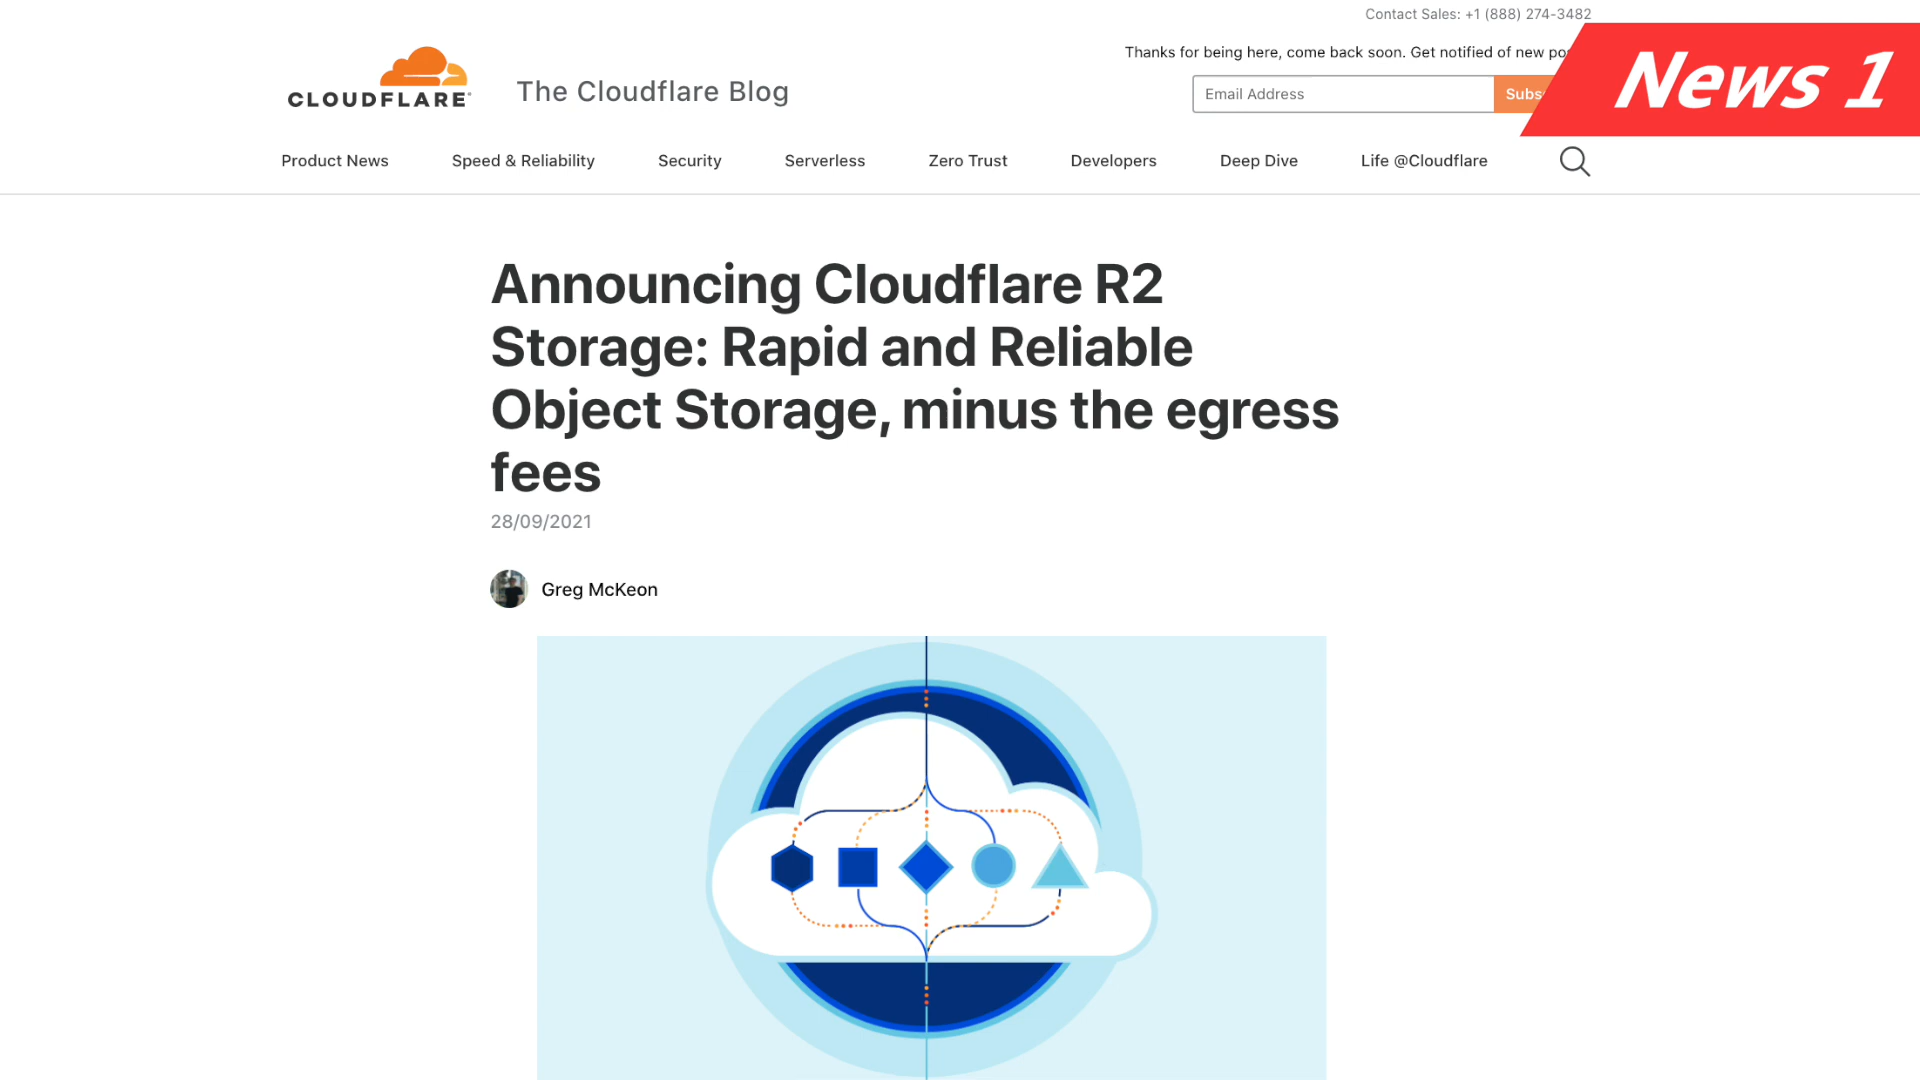 Contact Sales: +1 (888) 274-3482
Thanks for being here, come back soon. Get notified of new
News 1
CLOUDFLARE
The Cloudflare Blog
Email Address
Product News
Speed & Reliability
Security
Serverless
Zero Trust
Developers
Deep Dive
Life @Cloudflare
Announcing Cloudflare R2
Storage: Rapid and Reliable
Object Storage, minus the egress
fees
28/09/2021
Greg McKeon